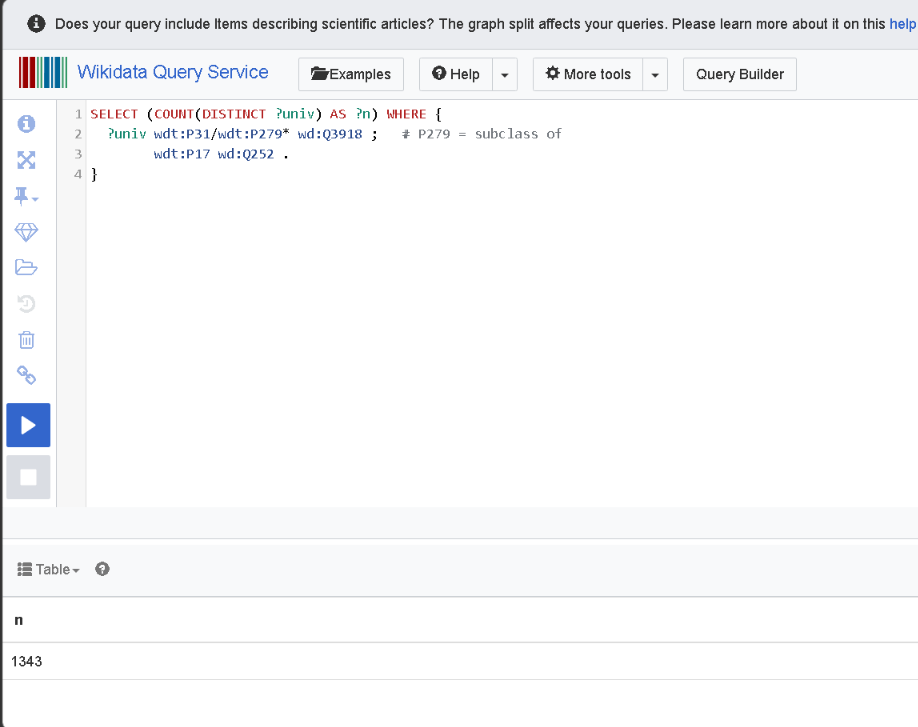 Does your query include Items describing scientific articles? The graph split affects your queries. Please learn more about it on this help
Wikidata Query Service
Examples
Help
More tools
Query Builder
1 SELECT (COUNT(DISTINCT ?univ) AS ?n) WHERE {
2 ?univ wdt:P31/wdt:P279* wd:Q3918 ; # P279 = subclass of
3 wdt:P17 wd:Q252 .
4 }
Table
n
1343